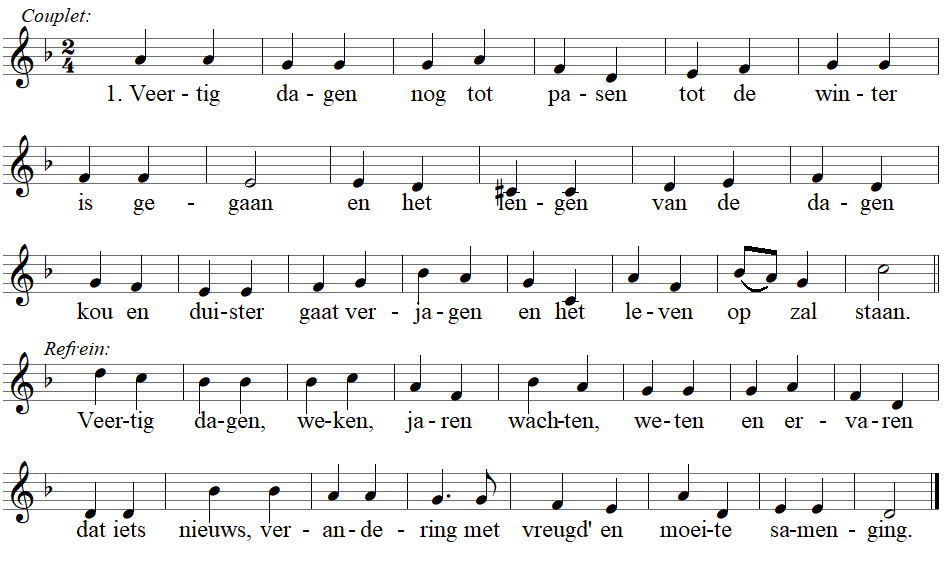 Couplet:
2
4
1. Veer - tig da - gen nog tot pa - sen tot de win - ter
is ge - gaan en het len - gen van de da - gen
kou en dui-ster gaat ver - ja-gen en het le - ven op zal staan.
Refrein:
Veer-tig da-gen, we-ken, ja - ren wach-ten, we-ten en er - va-ren
dat iets nieuws, ver - an-de - ring met vreugd' en moei-te sa-men - ging.